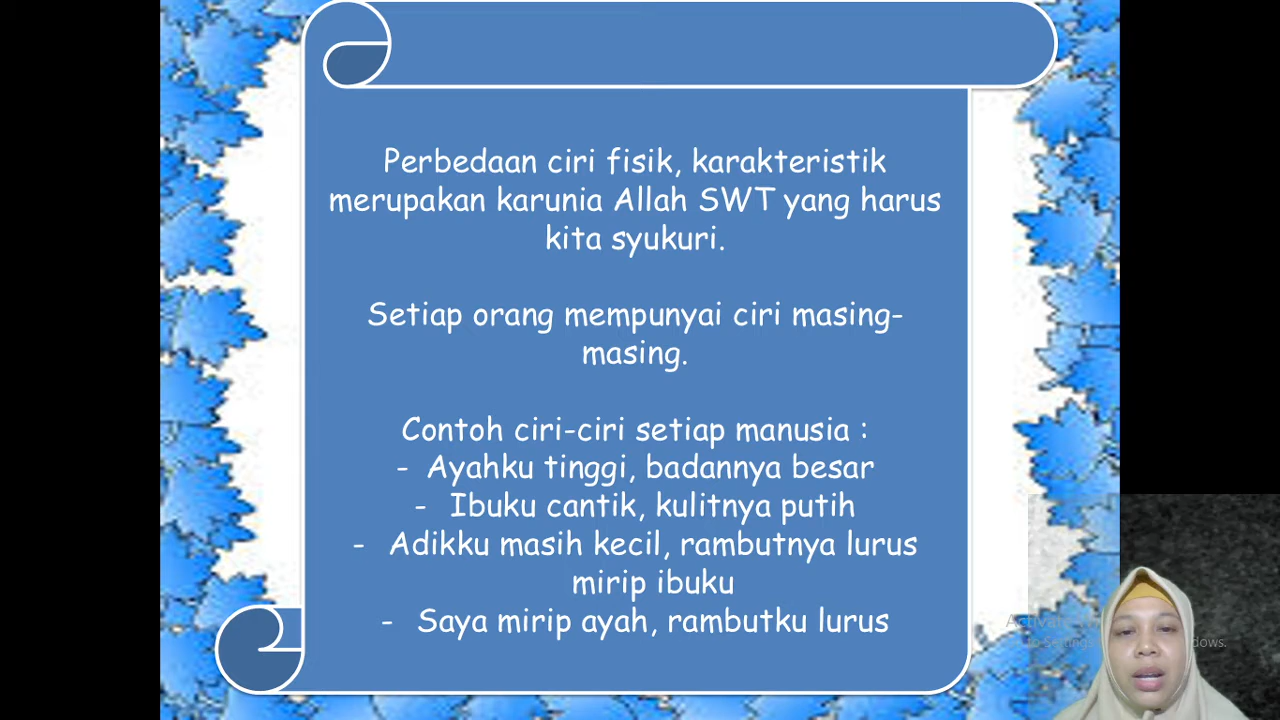 Perbedaan ciri fisik, karakteristik
merupakan karunia Allah SWT yang harus
kita syukuri.
Setiap orang mempunyai ciri masing-
masing.
Contoh ciri-ciri setiap manusia :
- Ayahku tinggi, badannya besar
- Ibuku cantik, kulitnya putih
- Adikku masih kecil, rambutnya lurus
mirip ibuku
- Saya mirip ayah, rambutku lurus